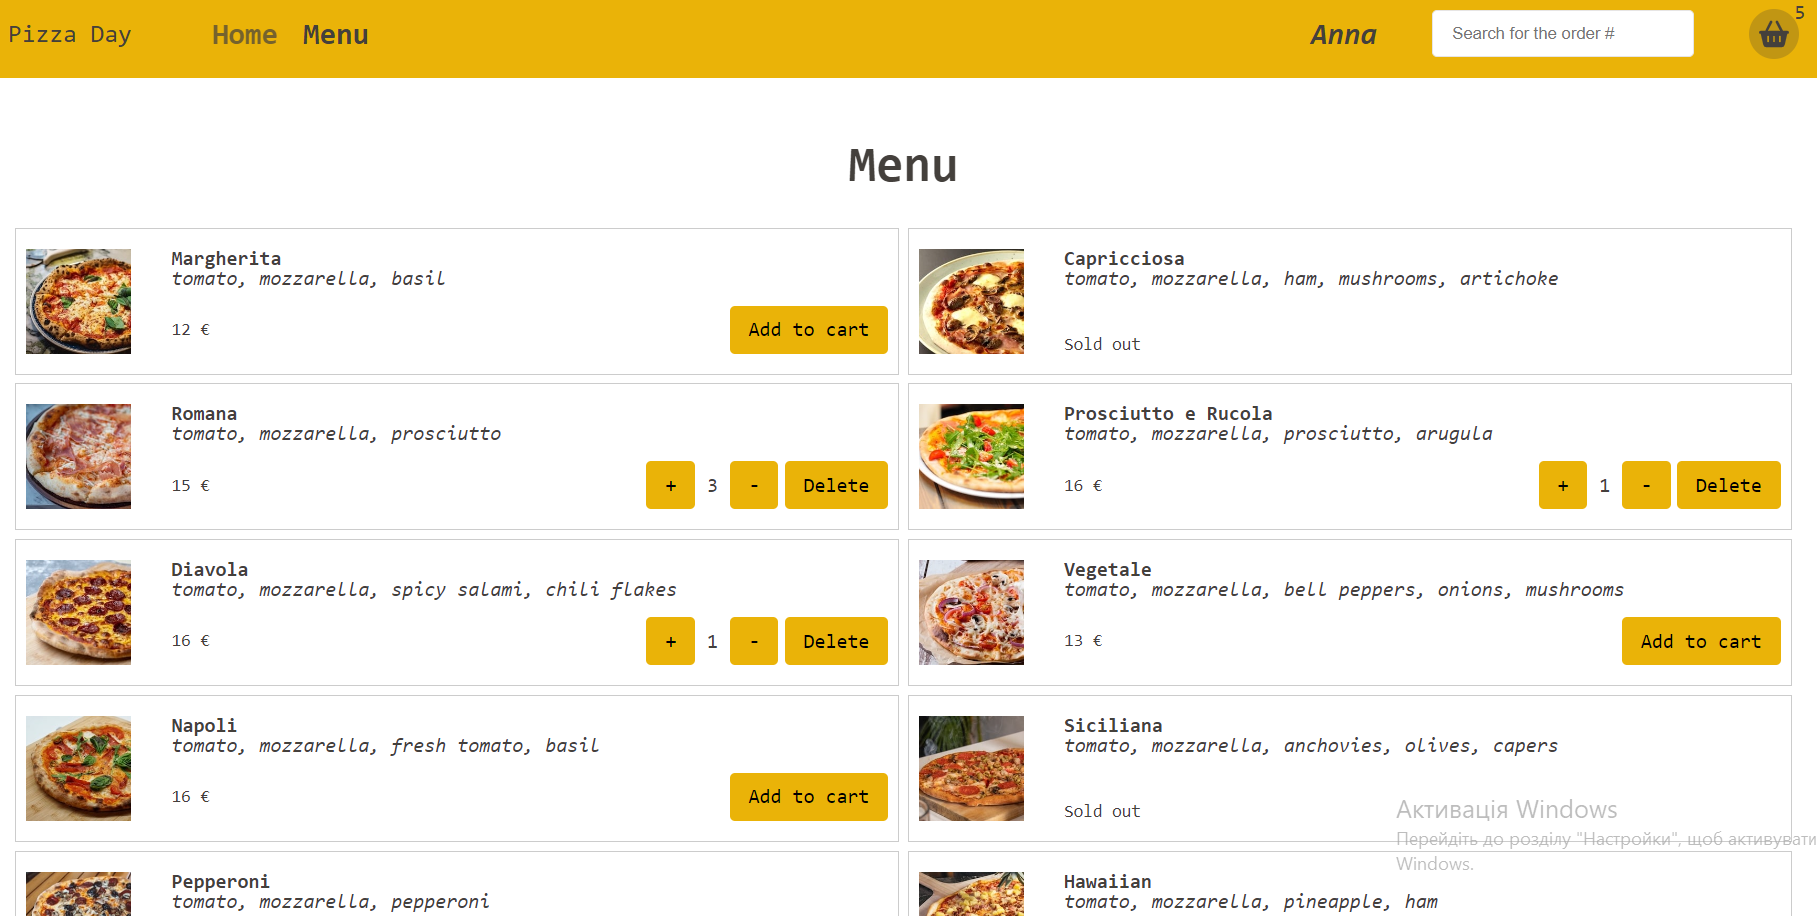 Pizza Day
Home
Menu
Anna
Search for the order #
5
Menu
Margherita
tomato, mozzarella, basil
12 €
Add to cart
Capricciosa
tomato, mozzarella, ham, mushrooms, artichoke
Sold out
Romana
tomato, mozzarella, prosciutto
15 €
+ 3 - Delete
Prosciutto e Rucola
tomato, mozzarella, prosciutto, arugula
16 €
+ 1 - Delete
Diavola
tomato, mozzarella, spicy salami, chili flakes
16 €
+ 1 - Delete
Vegetale
tomato, mozzarella, bell peppers, onions, mushrooms
13 €
Add to cart
Napoli
tomato, mozzarella, fresh tomato, basil
16 €
Add to cart
Siciliana
tomato, mozzarella, anchovies, olives, capers
Sold out
Pepperoni
tomato, mozzarella, pepperoni
Hawaiian
tomato, mozzarella, pineapple, ham
Активація Windows
Перейдіть до розділу "Настройки", щоб активувати
Windows.